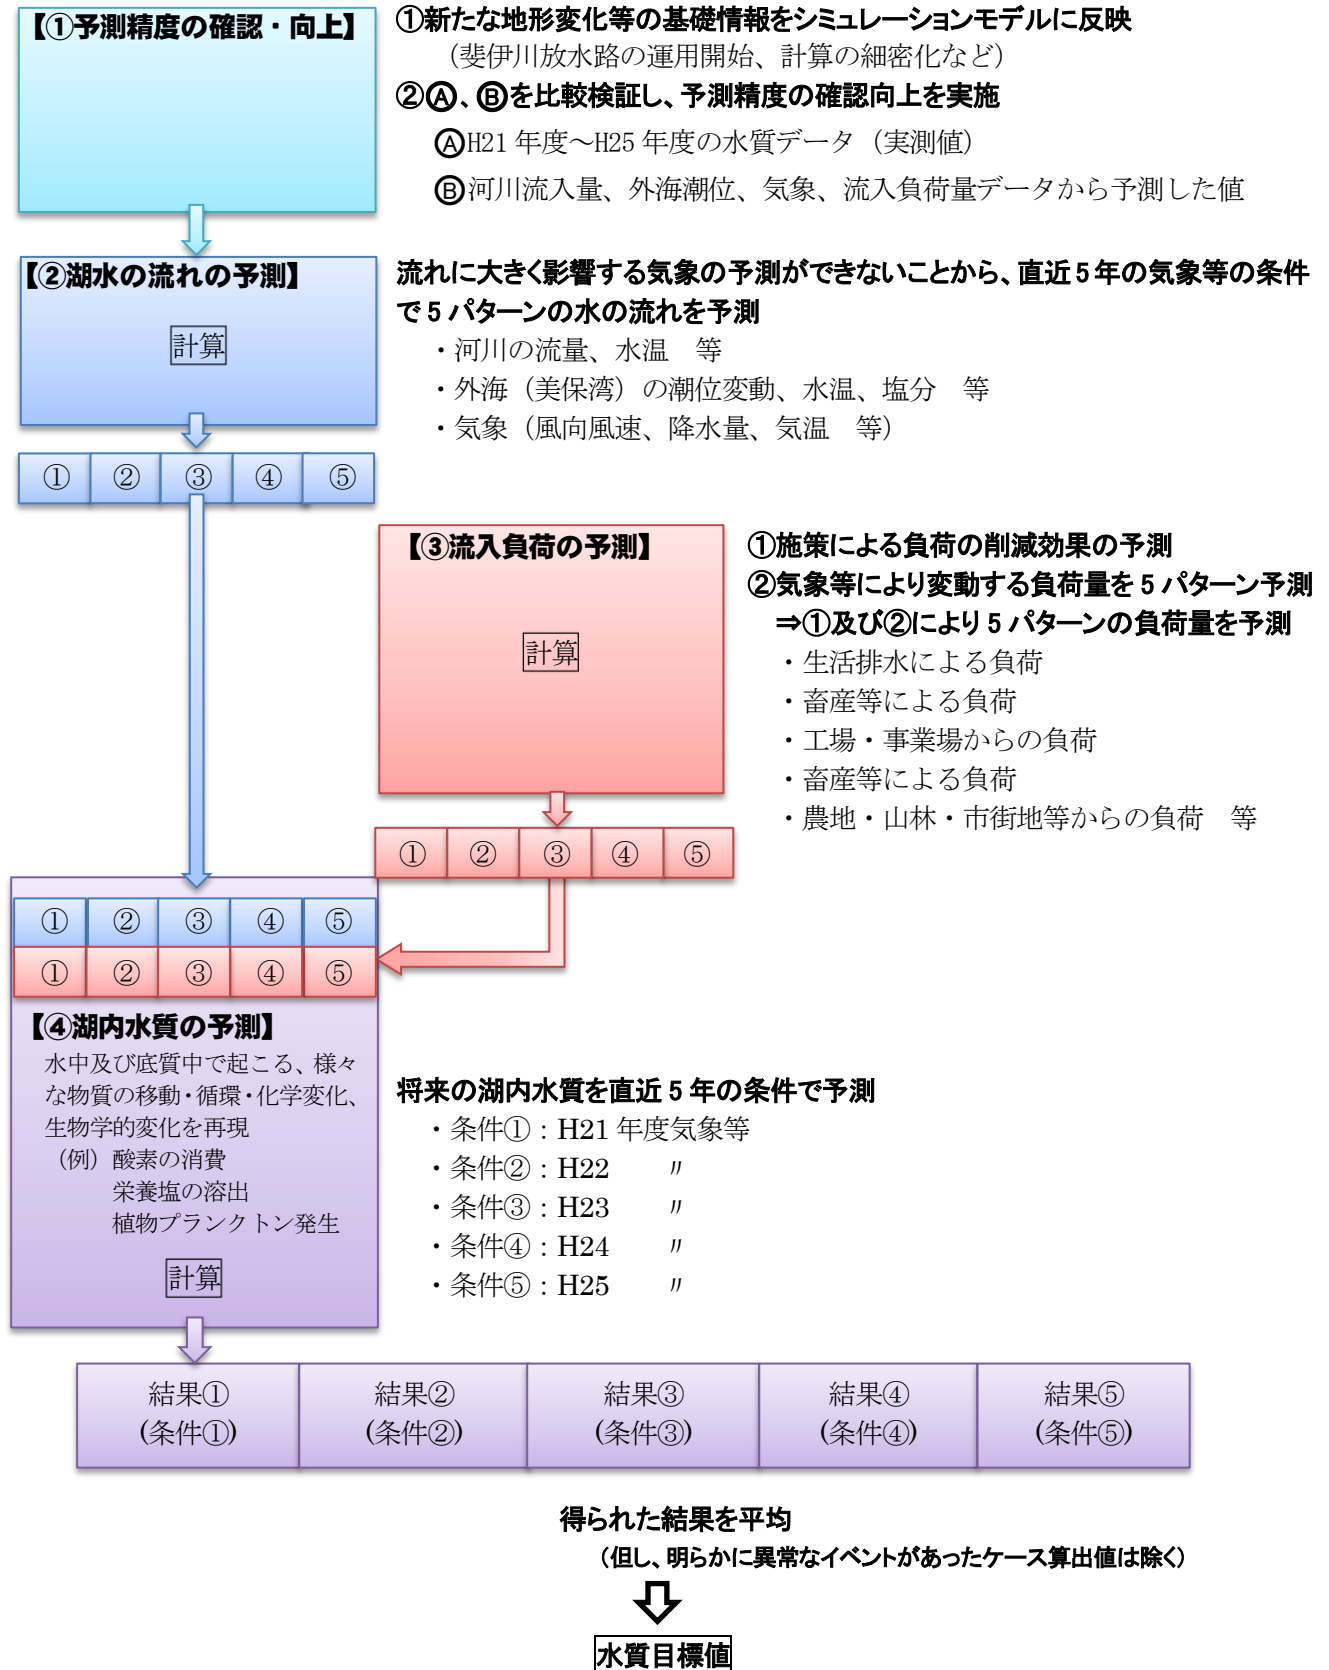 【①予測精度の確認・向上】
①新たな地形変化等の基礎情報をシミュレーションモデルに反映
（斐伊川放水路の運用開始、計算の細密化など）
②Ⓐ、Ⓑを比較検証し、予測精度の確認向上を実施
ⒶH21 年度～H25 年度の水質データ（実測値）
Ⓑ河川流入量、外海潮位、気象、流入負荷量データから予測した値
【②湖水の流れの予測】
計算
流れに大きく影響する気象の予測ができないことから、直近 5 年の気象等の条件
で 5 パターンの水の流れを予測
・河川の流量、水温　等
・外海（美保湾）の潮位変動、水温、塩分　等
・気象（風向風速、降水量、気温　等）
① ② ③ ④ ⑤
【③流入負荷の予測】
計算
①施策による負荷の削減効果の予測
②気象等により変動する負荷量を 5 パターン予測
⇒①及び②により 5 パターンの負荷量を予測
・生活排水による負荷
・畜産等による負荷
・工場・事業場からの負荷
・畜産等による負荷
・農地・山林・市街地等からの負荷　等
① ② ③ ④ ⑤
① ② ③ ④ ⑤
① ② ③ ④ ⑤
【④湖内水質の予測】
水中及び底質中で起こる、様々
な物質の移動・循環・化学変化、
生物学的変化を再現
（例）酸素の消費
栄養塩の溶出
植物プランクトン発生
計算
将来の湖内水質を直近 5 年の条件で予測
・条件①：H21 年度気象等
・条件②：H22　　〃
・条件③：H23　　〃
・条件④：H24　　〃
・条件⑤：H25　　〃
結果① 結果② 結果③ 結果④ 結果⑤
(条件①) (条件②) (条件③) (条件④) (条件⑤)
得られた結果を平均
（但し、明らかに異常なイベントがあったケース算出値は除く）
水質目標値